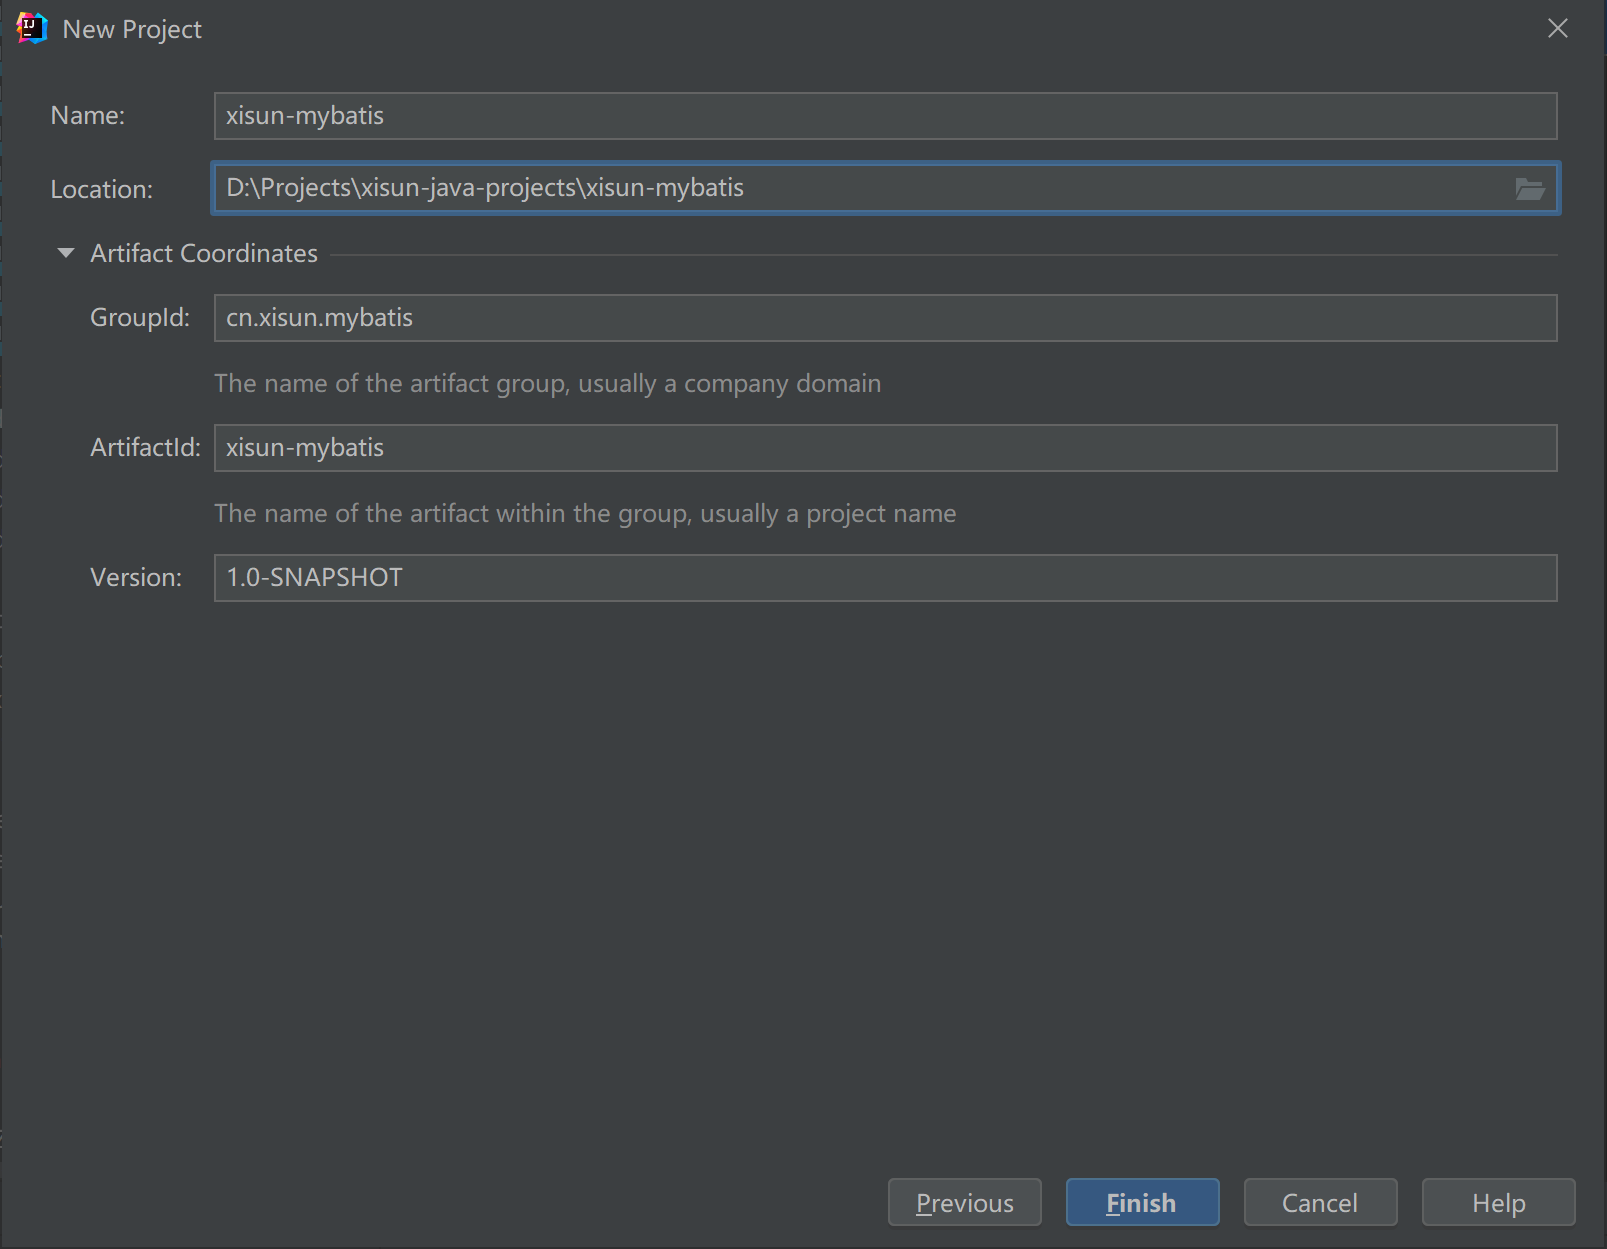 New Project
Name: xisun-mybatis
Location: D:\Projects\xisun-java-projects\xisun-mybatis
Artifact Coordinates
GroupId: cn.xisun.mybatis
The name of the artifact group, usually a company domain
ArtifactId: xisun-mybatis
The name of the artifact within the group, usually a project name
Version: 1.0-SNAPSHOT
Previous Finish Cancel Help